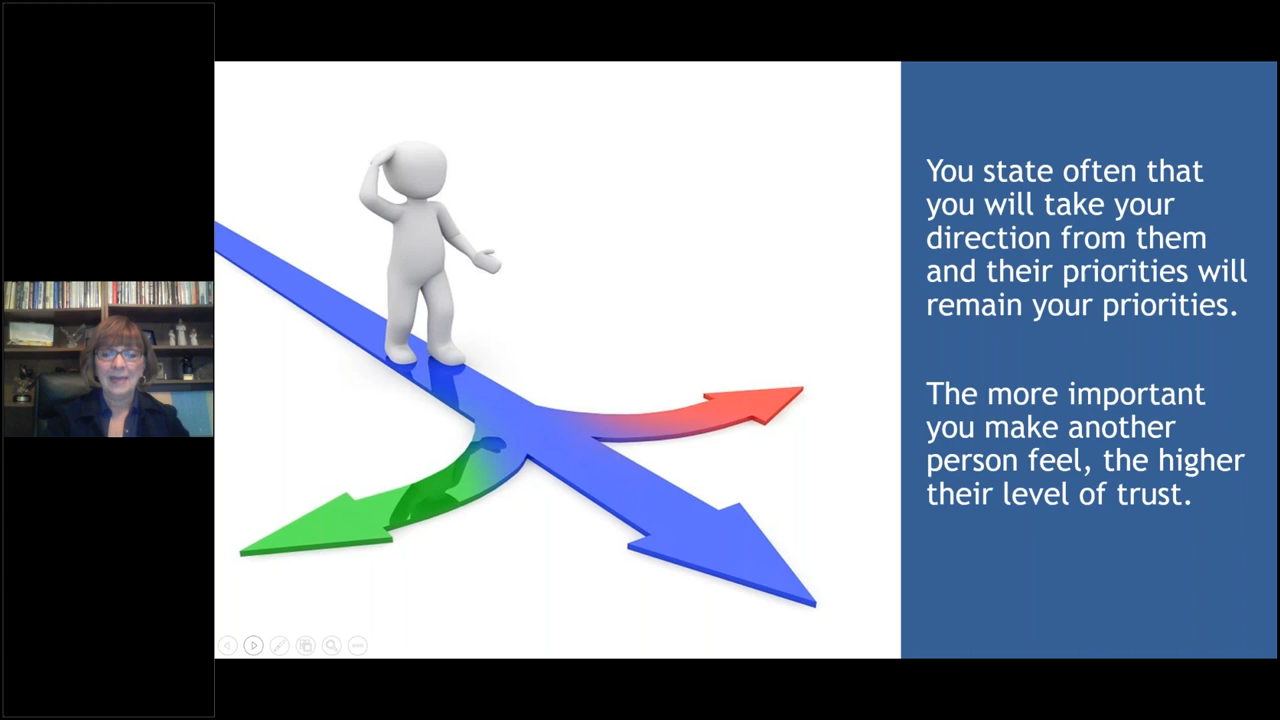 You state often that
you will take your
direction from them
and their priorities will
remain your priorities.
The more important
you make another
person feel, the higher
their level of trust.